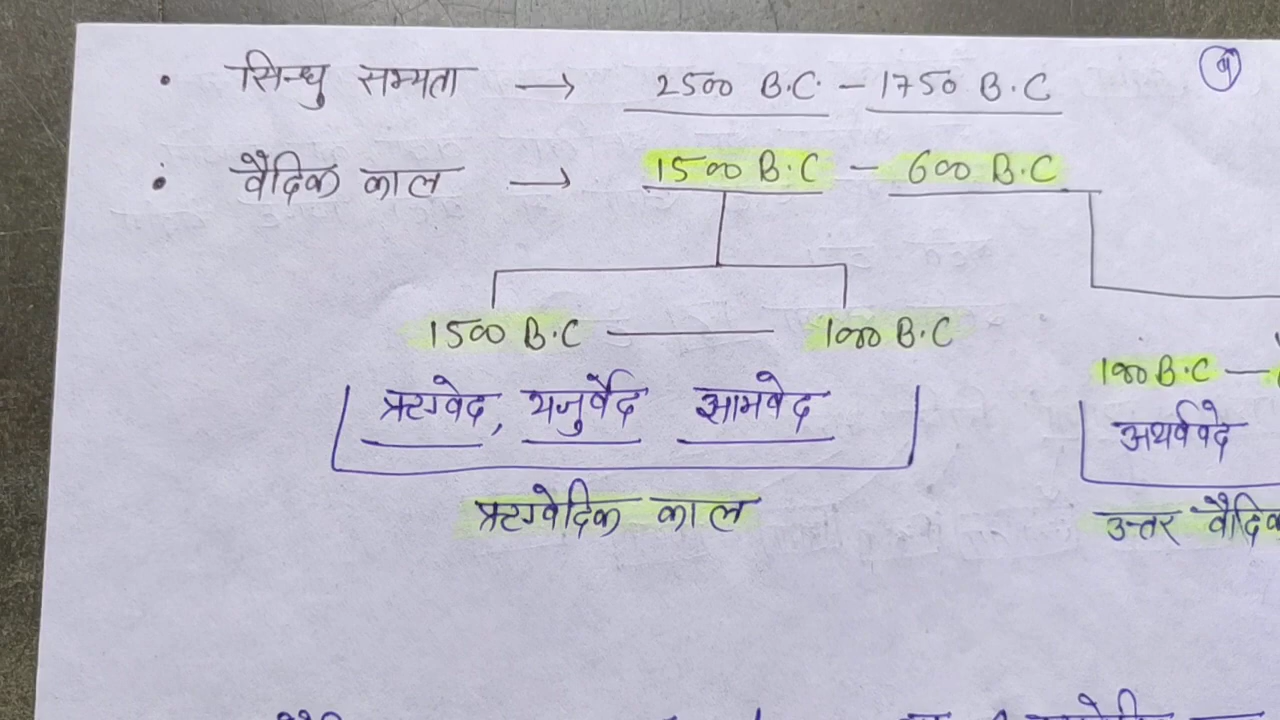 • सिन्धु सभ्यता → 2500 B.C. – 1750 B.C
• वैदिक काल → 1500 B.C – 600 B.C
1500 B.C — 1000 B.C
1000 B.C —
ऋग्वेद, यजुर्वेद सामवेद
अथर्ववेद
ऋग्वेदिक काल
उत्तर वैदिक